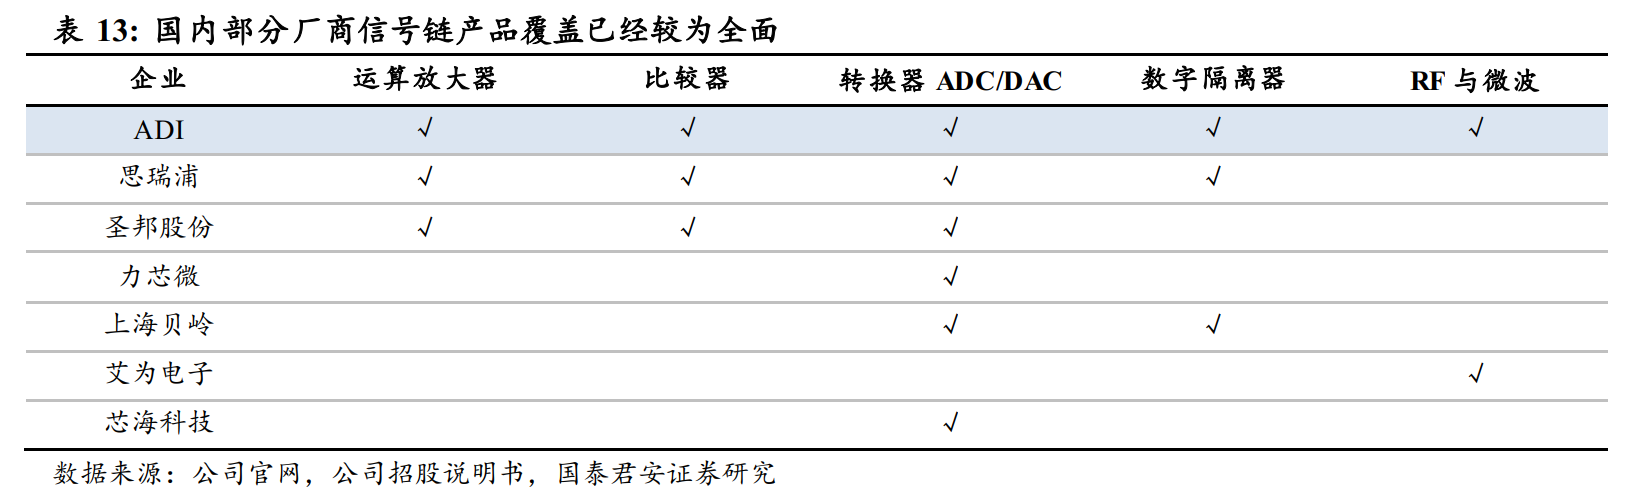 表 13: 国内部分厂商信号链产品覆盖已经较为全面
企业 运算放大器 比较器 转换器 ADC/DAC 数字隔离器 RF 与微波
ADI √ √ √ √ √
思瑞浦 √ √ √ √
圣邦股份 √ √ √
力芯微 √
上海贝岭 √ √
艾为电子 √
芯海科技 √
数据来源：公司官网，公司招股说明书，国泰君安证券研究